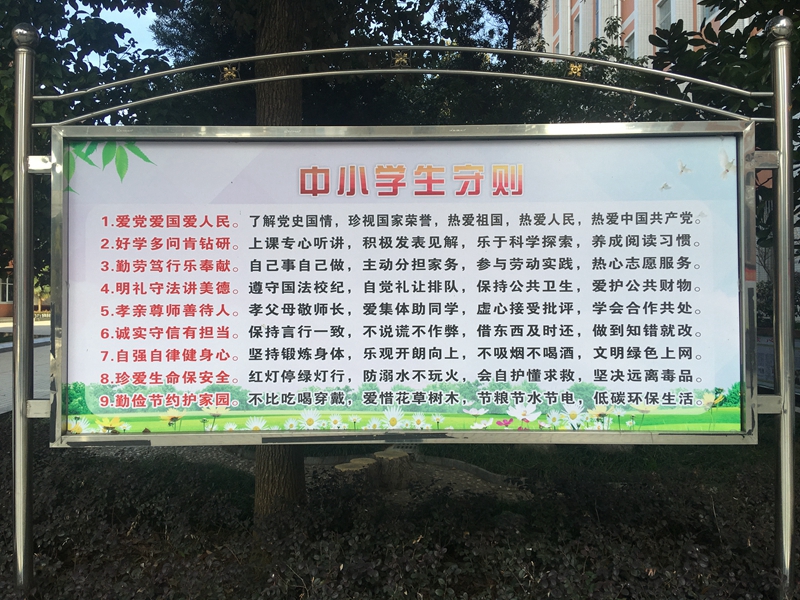 中小学生守则
1.爱党爱国爱人民。了解党史国情，珍视国家荣誉，热爱祖国，热爱人民，热爱中国共产党。
2.好学多问肯钻研。上课专心听讲，积极发表见解，乐于科学探索，养成阅读习惯。
3.勤劳笃行乐奉献。自己事自己做，主动分担家务，参与劳动实践，热心志愿服务。
4.明礼守法讲美德。遵守国法校纪，自觉礼让排队，保持公共卫生，爱护公共财物。
5.孝亲尊师善待人。孝父母敬师长，爱集体助同学，虚心接受批评，学会合作共处。
6.诚实守信有担当。保持言行一致，不说谎不作弊，借东西及时还，做到知错就改。
7.自强自律健身心。坚持锻炼身体，乐观开朗向上，不吸烟不喝酒，文明绿色上网。
8.珍爱生命保安全。红灯停绿灯行，防溺水不玩火，会自护懂求救，坚决远离毒品。
9.勤俭节约护家园。不比吃喝穿戴，爱惜花草树木，节粮节水节电，低碳环保生活。